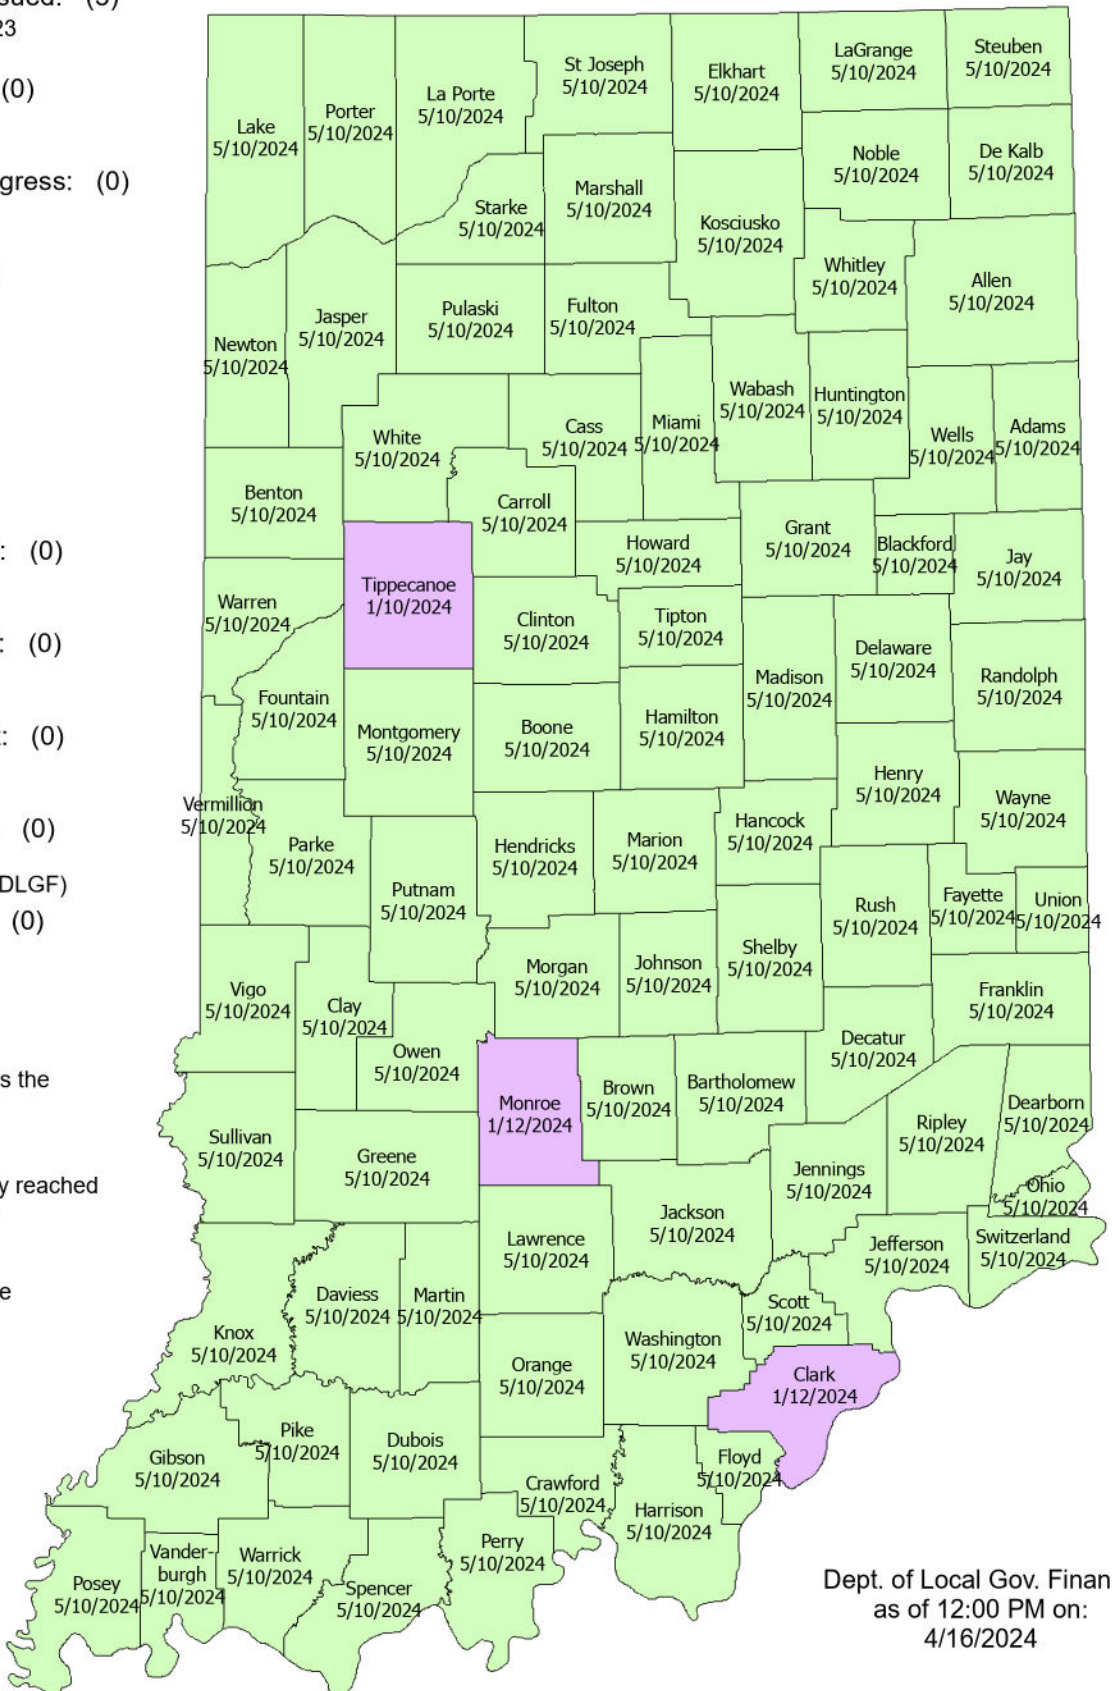 sued: (3)
23
(0)
gress: (0)
: (0)
: (0)
: (0)
(0)
DLGF)
(0)
s the
y reached
e
Lake
5/10/2024
Porter
5/10/2024
La Porte
5/10/2024
St Joseph
5/10/2024
Elkhart
5/10/2024
LaGrange
5/10/2024
Steuben
5/10/2024
Starke
5/10/2024
Marshall
5/10/2024
Kosciusko
5/10/2024
Noble
5/10/2024
De Kalb
5/10/2024
Whitley
5/10/2024
Allen
5/10/2024
Newton
5/10/2024
Jasper
5/10/2024
Pulaski
5/10/2024
Fulton
5/10/2024
White
5/10/2024
Cass
5/10/2024
Miami
5/10/2024
Wabash
5/10/2024
Huntington
5/10/2024
Wells
5/10/2024
Adams
5/10/2024
Benton
5/10/2024
Carroll
5/10/2024
Howard
5/10/2024
Grant
5/10/2024
Blackford
5/10/2024
Jay
5/10/2024
Warren
5/10/2024
Tippecanoe
1/10/2024
Clinton
5/10/2024
Tipton
5/10/2024
Madison
5/10/2024
Delaware
5/10/2024
Randolph
5/10/2024
Fountain
5/10/2024
Montgomery
5/10/2024
Boone
5/10/2024
Hamilton
5/10/2024
Henry
5/10/2024
Wayne
5/10/2024
Vermillion
5/10/2024
Parke
5/10/2024
Putnam
5/10/2024
Hendricks
5/10/2024
Marion
5/10/2024
Hancock
5/10/2024
Rush
5/10/2024
Fayette
5/10/2024
Union
5/10/2024
Vigo
5/10/2024
Clay
5/10/2024
Owen
5/10/2024
Morgan
5/10/2024
Johnson
5/10/2024
Shelby
5/10/2024
Decatur
5/10/2024
Franklin
5/10/2024
Sullivan
5/10/2024
Greene
5/10/2024
Monroe
1/12/2024
Brown
5/10/2024
Bartholomew
5/10/2024
Jennings
5/10/2024
Ripley
5/10/2024
Dearborn
5/10/2024
Ohio
5/10/2024
Knox
5/10/2024
Daviess
5/10/2024
Martin
5/10/2024
Lawrence
5/10/2024
Jackson
5/10/2024
Jefferson
5/10/2024
Switzerland
5/10/2024
Scott
5/10/2024
Orange
5/10/2024
Washington
5/10/2024
Clark
1/12/2024
Gibson
5/10/2024
Pike
5/10/2024
Dubois
5/10/2024
Crawford
5/10/2024
Harrison
5/10/2024
Floyd
5/10/2024
Posey
5/10/2024
Vander-
burgh
5/10/2024
Warrick
5/10/2024
Spencer
5/10/2024
Perry
5/10/2024
Dept. of Local Gov. Finan
as of 12:00 PM on:
4/16/2024